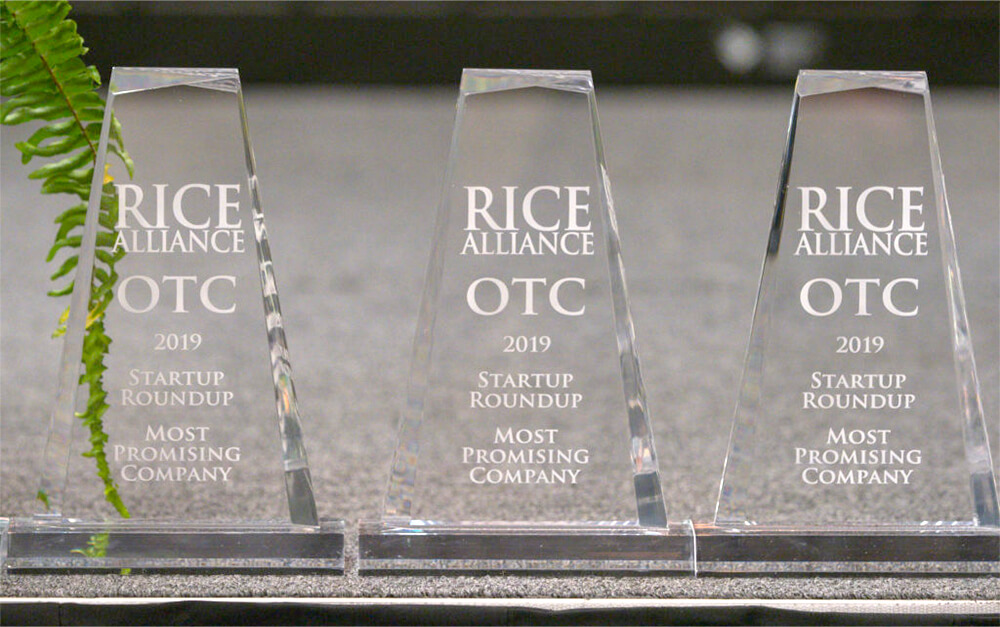 RICE
ALLIANCE
OTC
2019
STARTUP
ROUNDUP
MOST
PROMISING
COMPANY
RICE
ALLIANCE
OTC
2019
STARTUP
ROUNDUP
MOST
PROMISING
COMPANY
RICE
ALLIANCE
OTC
2019
STARTUP
ROUNDUP
MOST
PROMISING
COMPANY